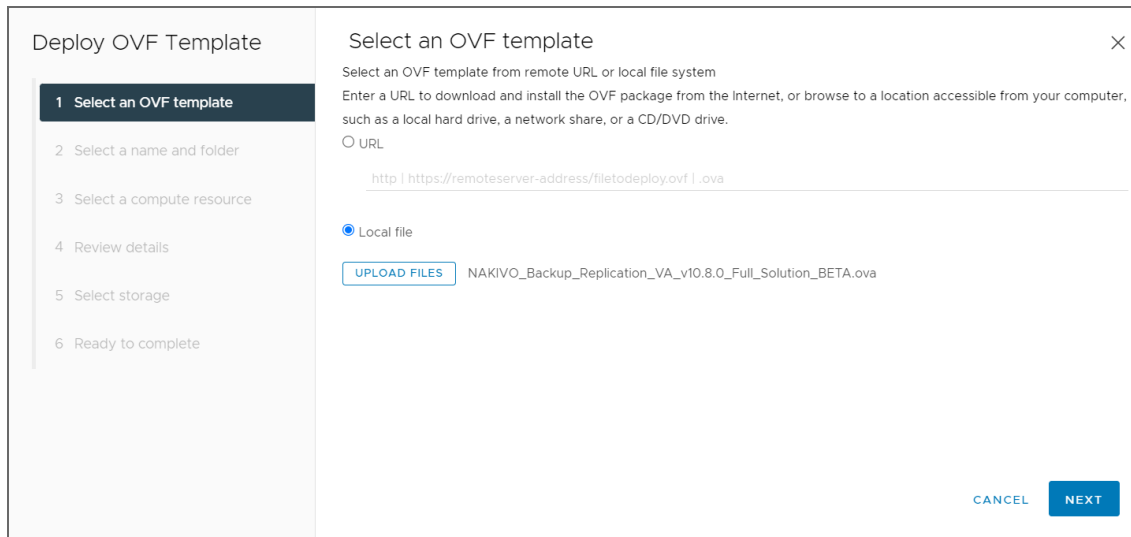 Deploy OVF Template
1 Select an OVF template
2 Select a name and folder
3 Select a compute resource
4 Review details
5 Select storage
6 Ready to complete
Select an OVF template
Select an OVF template from remote URL or local file system
Enter a URL to download and install the OVF package from the Internet, or browse to a location accessible from your computer,
such as a local hard drive, a network share, or a CD/DVD drive.
URL
http | https://remoteserver-address/filetodeploy.ovf | .ova
Local file
UPLOAD FILES NAKIVO_Backup_Replication_VA_v10.8.0_Full_Solution_BETA.ova
CANCEL NEXT